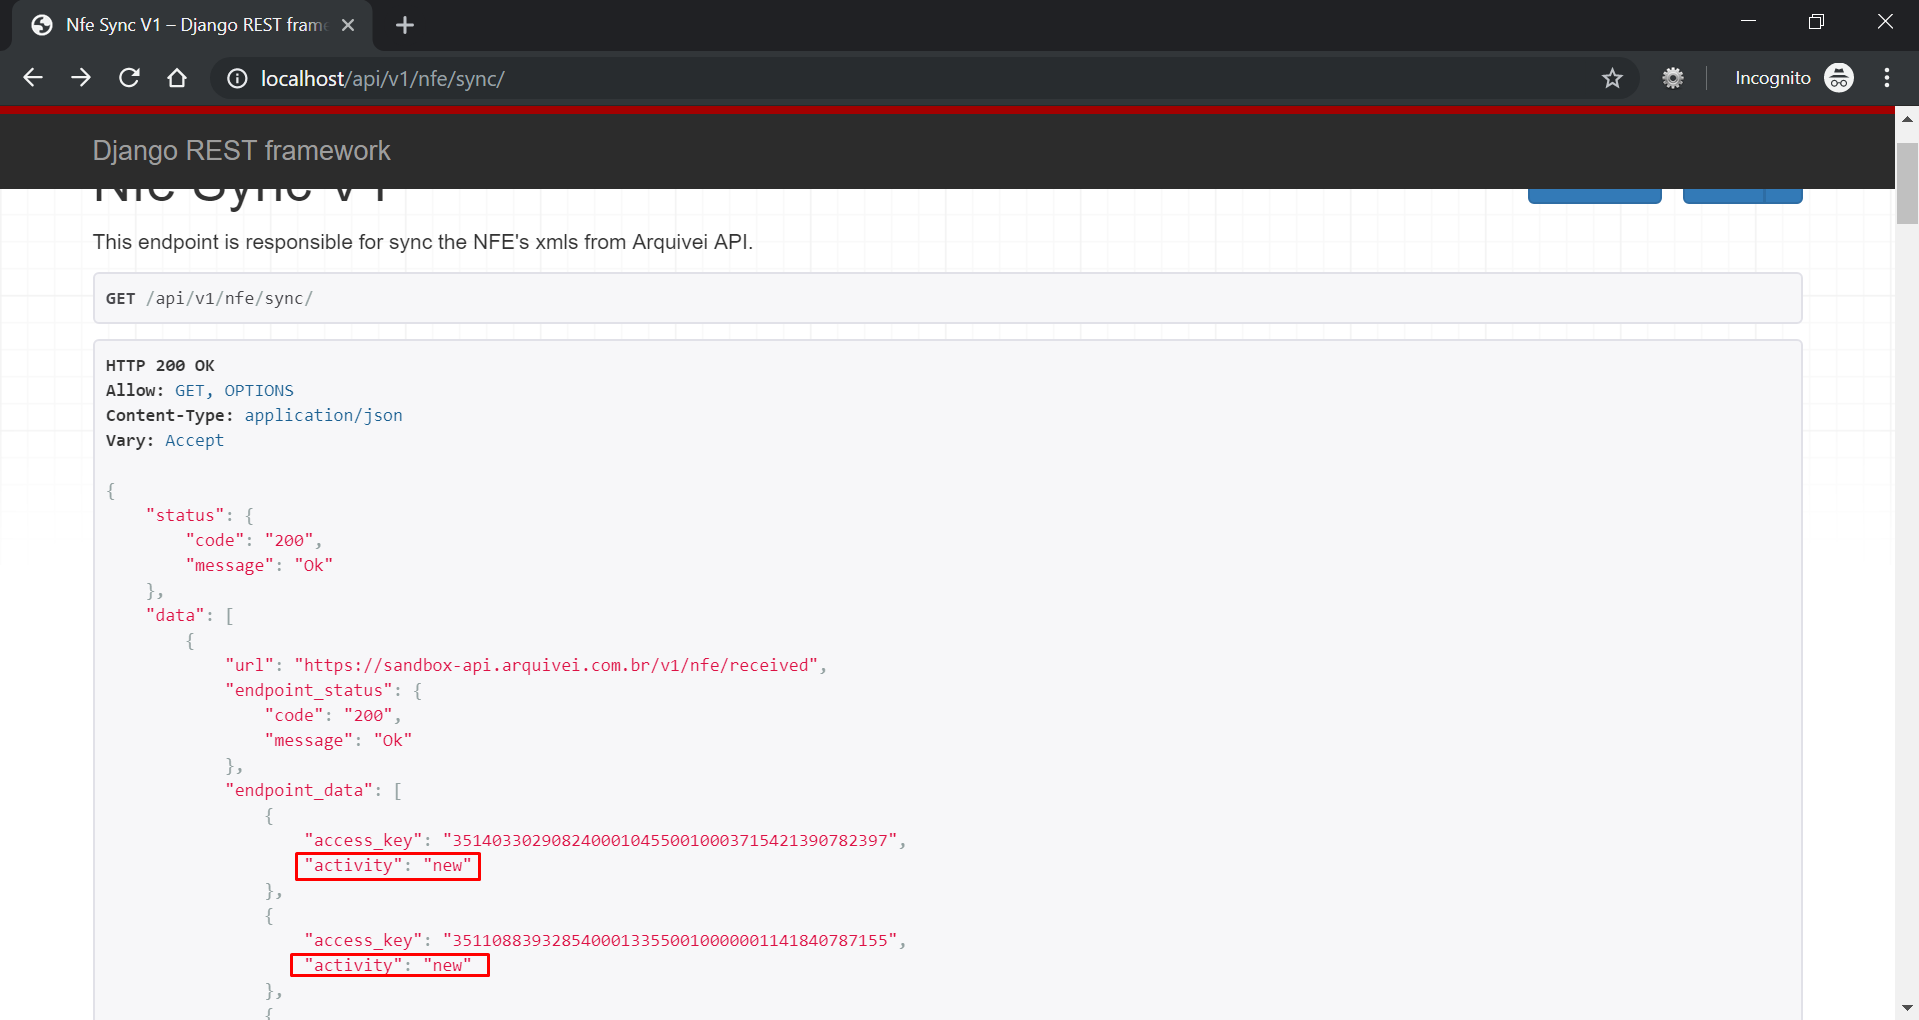 Nfe Sync V1 – Django REST fram
localhost/api/v1/nfe/sync/
Incognito
Django REST framework
Nfe Sync V1
This endpoint is responsible for sync the NFE's xmls from Arquivei API.
GET /api/v1/nfe/sync/
HTTP 200 OK
Allow: GET, OPTIONS
Content-Type: application/json
Vary: Accept
{
"status": {
"code": "200",
"message": "Ok"
},
"data": [
{
"url": "https://sandbox-api.arquivei.com.br/v1/nfe/received",
"endpoint_status": {
"code": "200",
"message": "Ok"
},
"endpoint_data": [
{
"access_key": "35140330290824000104550010003715421390782397",
"activity": "new"
},
{
"access_key": "35110883932854000133550010000001141840787155",
"activity": "new"
},
{